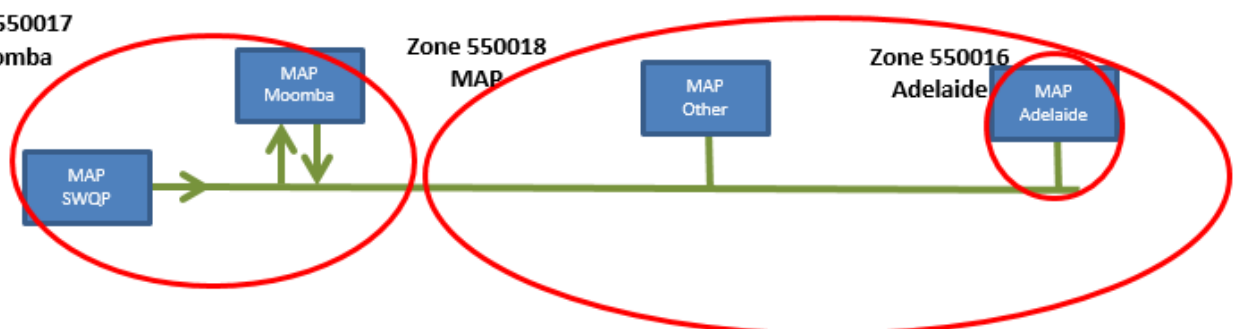 550017
omba
MAP
Moomba
MAP
SWQP
Zone 550018
MAP
MAP
Other
Zone 550016
Adelaide
MAP
Adelaide